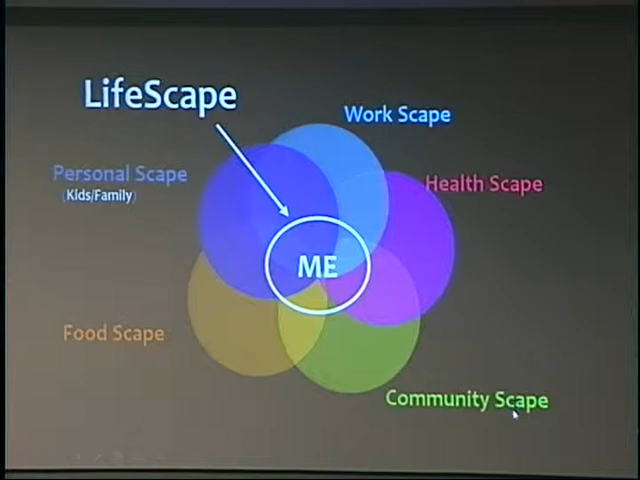 LifeScape
Work Scape
Personal Scape
(Kids/Family)
Health Scape
ME
Food Scape
Community Scape